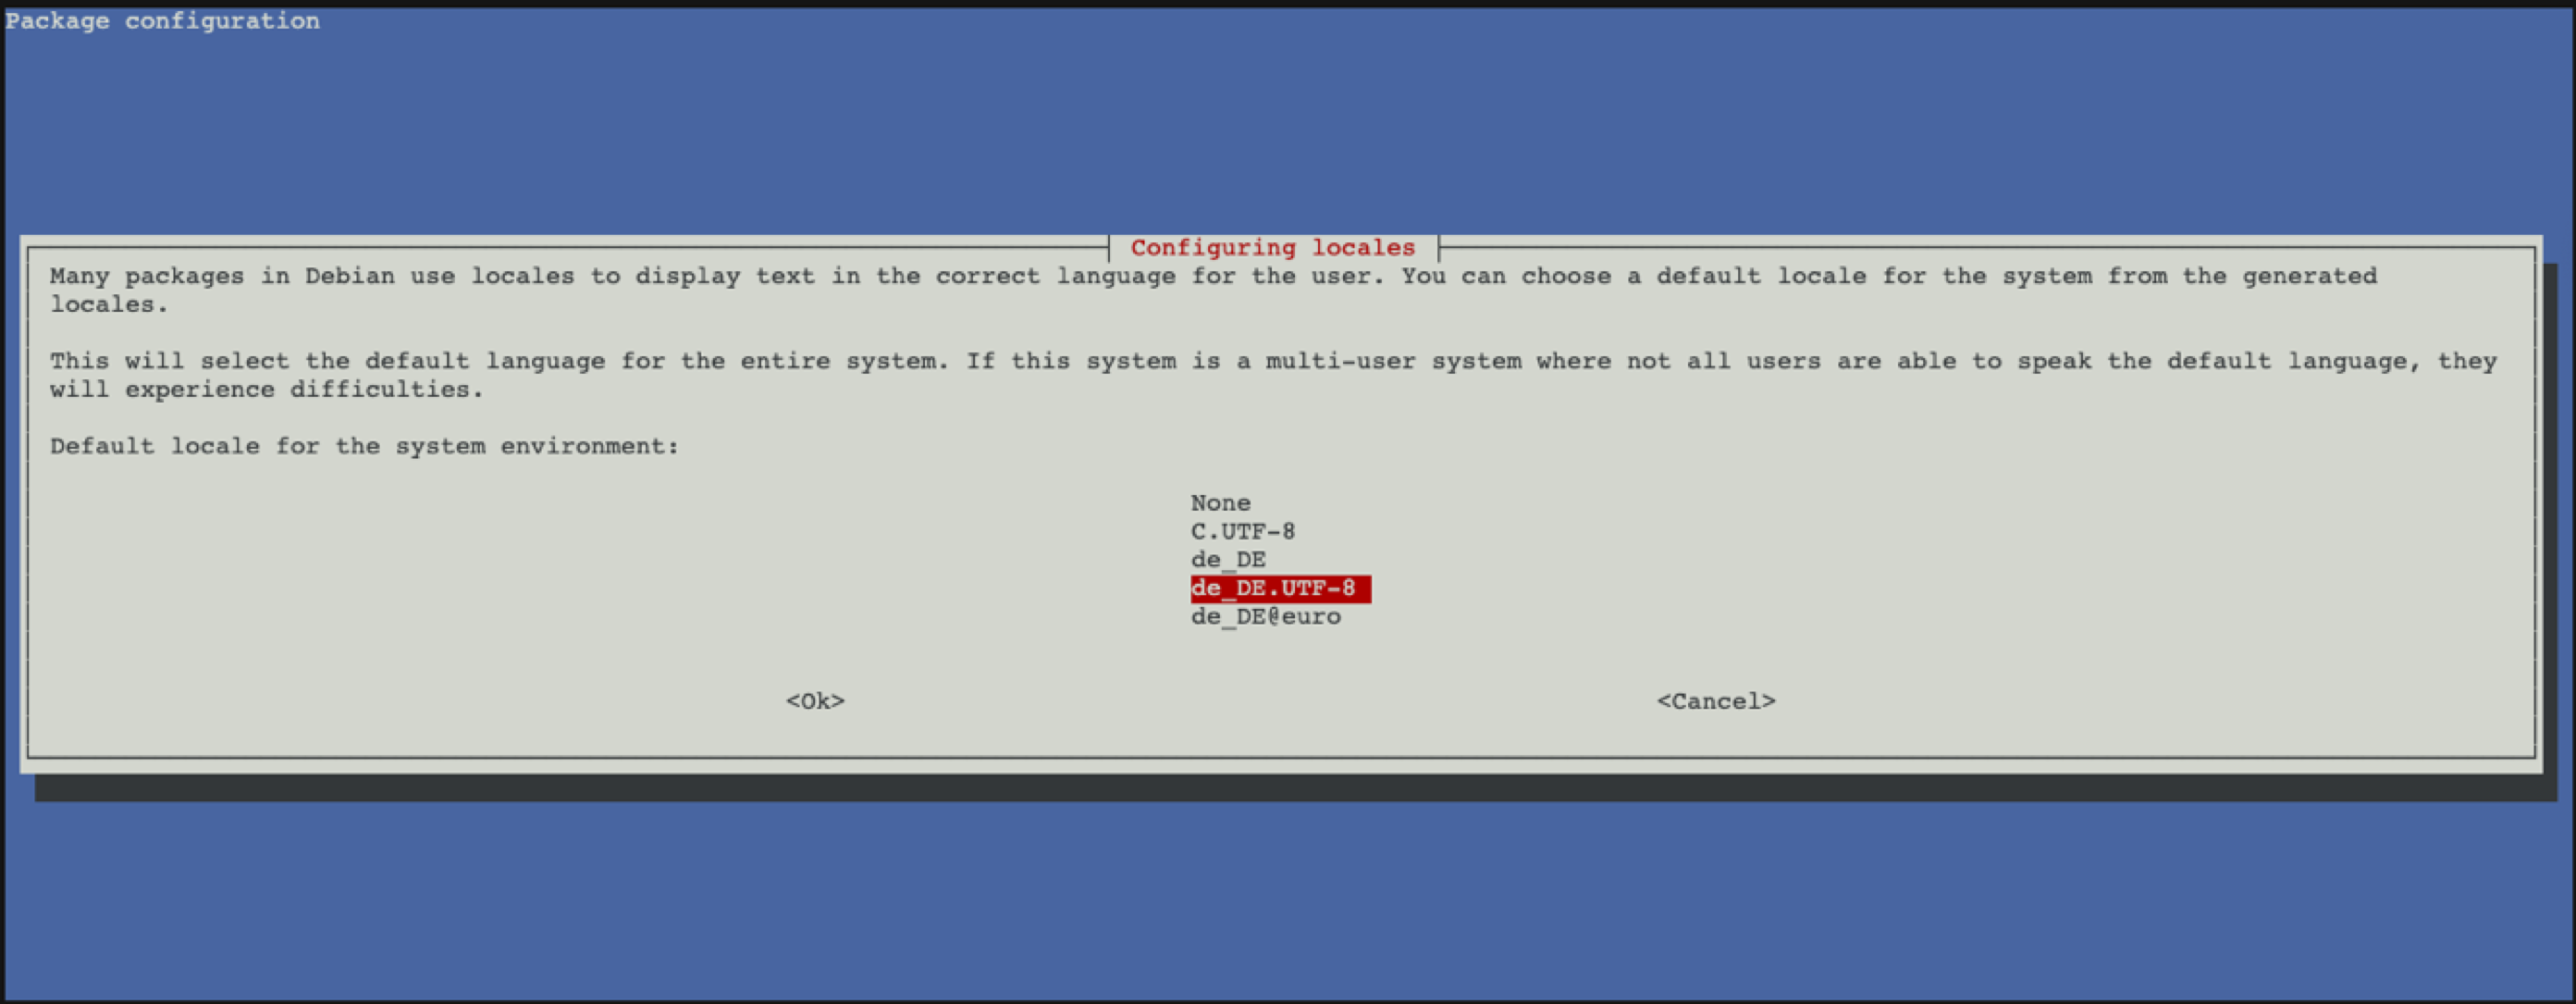 Package configuration
Configuring locales
Many packages in Debian use locales to display text in the correct language for the user. You can choose a default locale for the system from the generated
locales.
This will select the default language for the entire system. If this system is a multi-user system where not all users are able to speak the default language, they
will experience difficulties.
Default locale for the system environment:
None
C.UTF-8
de_DE
de_DE.UTF-8
de_DE@euro
<Ok> <Cancel>